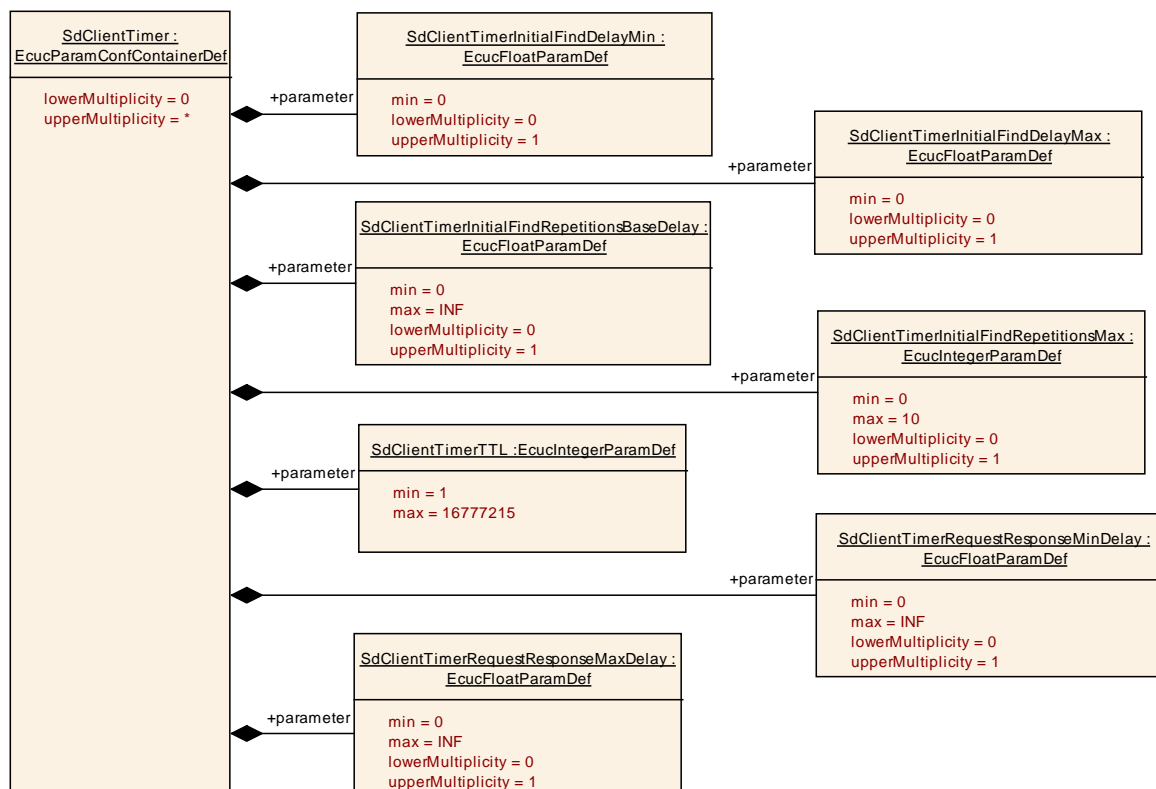 SdClientTimer :
EcucParamConfContainerDef
lowerMultiplicity = 0
upperMultiplicity = *
SdClientTimerInitialFindDelayMin :
EcucFloatParamDef
+parameter
min = 0
lowerMultiplicity = 0
upperMultiplicity = 1
SdClientTimerInitialFindDelayMax :
EcucFloatParamDef
+parameter
min = 0
lowerMultiplicity = 0
upperMultiplicity = 1
SdClientTimerInitialFindRepetitionsBaseDelay :
EcucFloatParamDef
+parameter
min = 0
max = INF
lowerMultiplicity = 0
upperMultiplicity = 1
SdClientTimerInitialFindRepetitionsMax :
EcucIntegerParamDef
+parameter
min = 0
max = 10
lowerMultiplicity = 0
upperMultiplicity = 1
SdClientTimerTTL :EcucIntegerParamDef
+parameter
min = 1
max = 16777215
SdClientTimerRequestResponseMinDelay :
EcucFloatParamDef
+parameter
min = 0
max = INF
lowerMultiplicity = 0
upperMultiplicity = 1
SdClientTimerRequestResponseMaxDelay :
EcucFloatParamDef
+parameter
min = 0
max = INF
lowerMultiplicity = 0
upperMultiplicity = 1